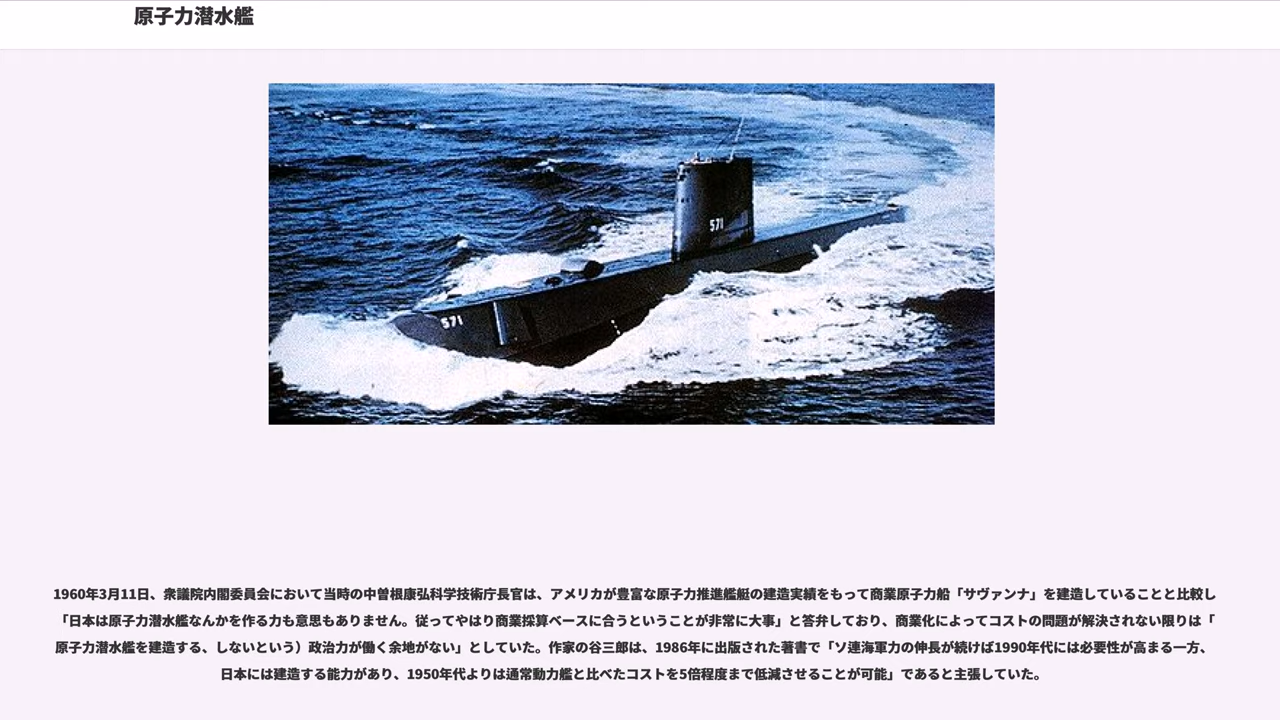 原子力潜水艦
571
571
1960年3月11日、衆議院内閣委員会において当時の中曽根康弘科学技術庁長官は、アメリカが豊富な原子力推進艦艇の建造実績をもって商業原子力船「サヴァンナ」を建造していることと比較し
「日本は原子力潜水艦なんかを作る力も意思もありません。従ってやはり商業採算ベースに合うということが非常に大事」と答弁しており、商業化によってコストの問題が解決されない限りは「
原子力潜水艦を建造する、しないという）政治力が働く余地がない」としていた。作家の谷三郎は、1986年に出版された著書で「ソ連海軍力の伸長が続けば1990年代には必要性が高まる一方、
日本には建造する能力があり、1950年代よりは通常動力艦と比べたコストを5倍程度まで低減させることが可能」であると主張していた。